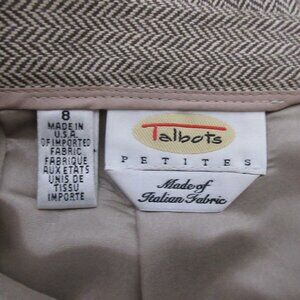 8
MADE IN
U.S.A.
OF IMPORTED
FABRIC
FABRIQUE
AUX ETATS
UNIS DE
TISSU
IMPORTE
Talbots
PETITES
Made of
Italian Fabric